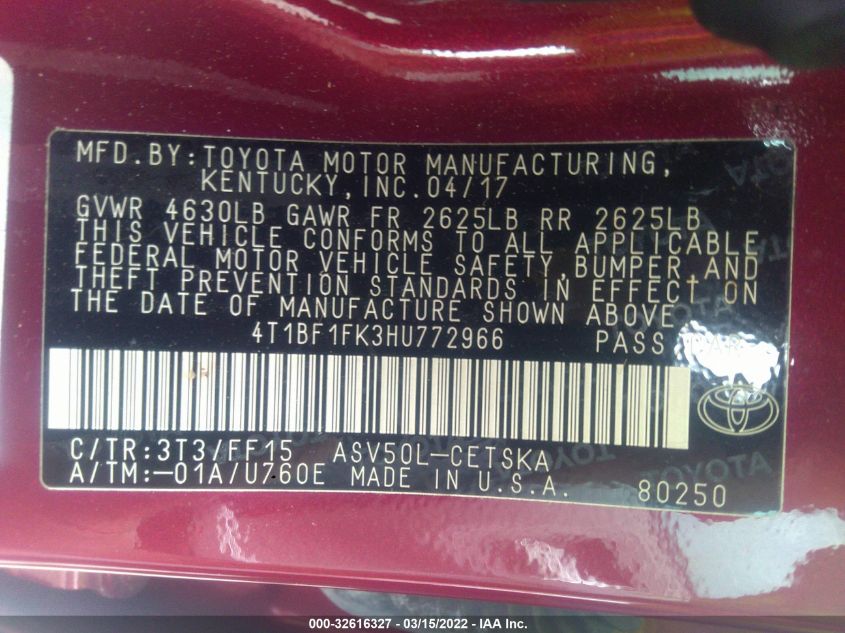 MFD.BY:TOYOTA MOTOR MANUFACTURING,
KENTUCKY,INC.04/17
GVWR 4630LB GAWR FR 2625LB RR 2625LB
THIS VEHICLE CONFORMS TO ALL APPLICABLE
FEDERAL MOTOR VEHICLE SAFETY,BUMPER,AND
THEFT PREVENTION STANDARDS IN EFFECT ON
THE DATE OF MANUFACTURE SHOWN ABOVE.
4T1BF1FK3HU772966 PASS
C/TR:3T3/FF15 ASV50L-CETSKA
A/TM:-01A/U760E MADE IN U.S.A. 80250
000-32616327 - 03/15/2022 - IAA Inc.